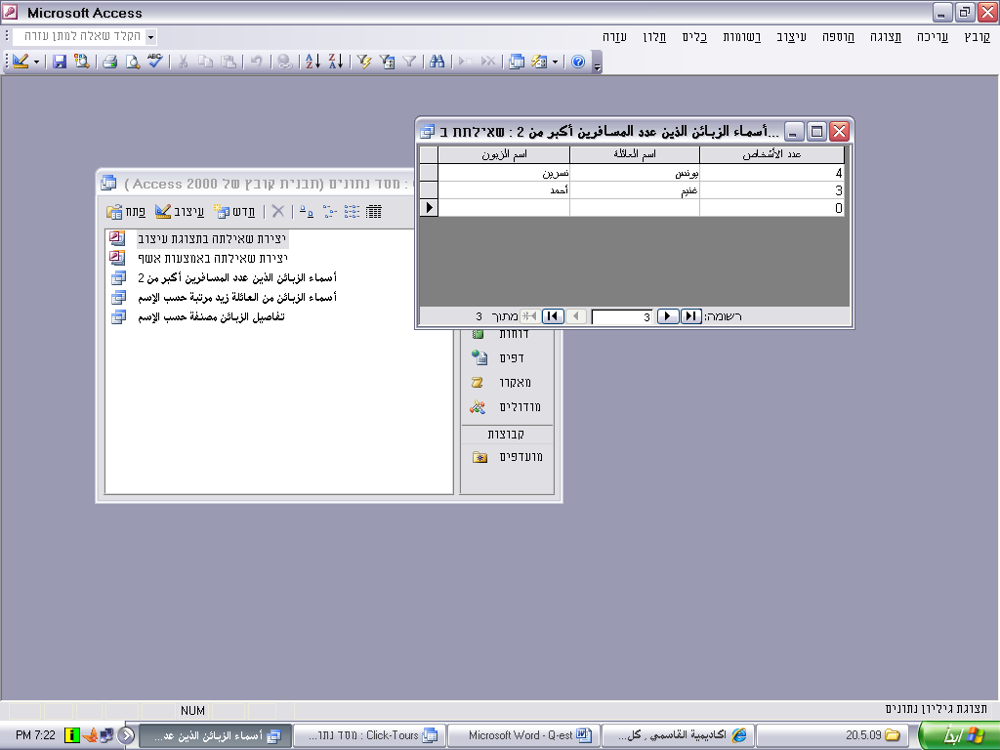 Microsoft Access
קובץ עריכה תצוגה הוספה עיצוב רשומות כלים חלון עזרה
הקלד שאלה למתן עזרה
أسماء الزبائن الذين عدد المسافرين أكبر من 2 : שאילתת ב...
عدد الأشخاص اسم العائلة اسم الزبون
4 يونس نسرين
3 غنيم أحمد
0
רשומה: 3 מתוך 3
: מסד נתונים (תבנית קובץ של Access 2000)
פתח עיצוב חדש
יצירת שאילתה בתצוגת עיצוב
יצירת שאילתה באמצעות אשף
أسماء الزبائن الذين عدد المسافرين أكبر من 2
أسماء الزبائن من العائلة زيد مرتبة حسب الإسم
تفاصيل الزبائن مصنفة حسب الإسم
דוחות
דפים
מאקרו
מודולים
קבוצות
מועדפים
תצוגת גיליון נתונים
NUM
ابدأ
20.5.09
اكاديمية القاسمي , كل...
Microsoft Word - Q-est
Click-Tours : מסד נתו...
أسماء الزبائن الذين عد...
PM 7:22